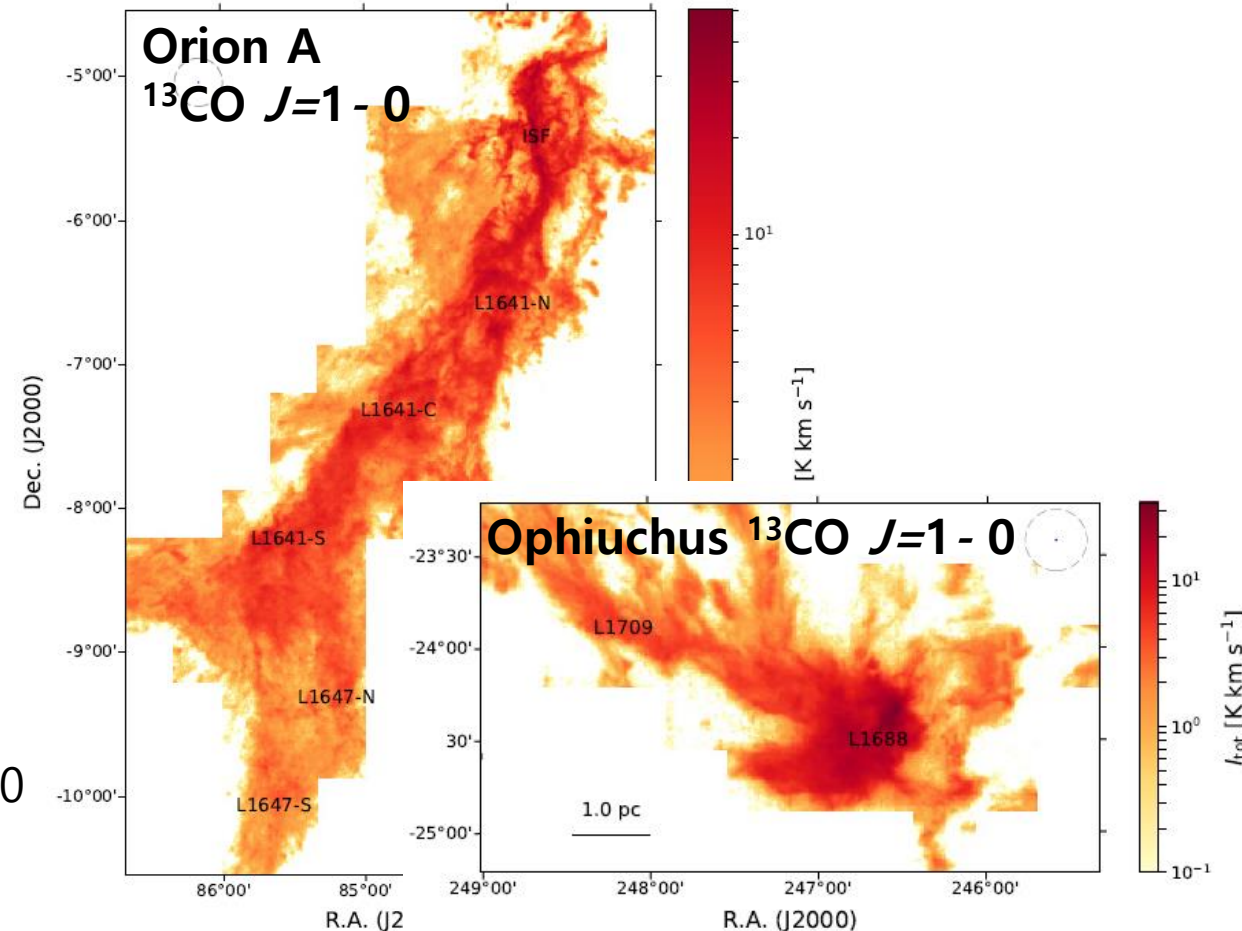 Orion A
¹³CO J=1-0
-5°00'
-6°00'
-7°00'
-8°00'
-9°00'
-10°00'
Dec. (J2000)
ISF
L1641-N
L1641-C
L1641-S
L1647-N
L1647-S
86°00'
85°00'
R.A. (J2
10¹
[K km s⁻¹]
0
Ophiuchus ¹³CO J=1-0
-23°30'
-24°00'
30'
-25°00'
L1709
L1688
1.0 pc
249°00'
248°00'
247°00'
246°00'
R.A. (J2000)
10¹
10⁰
10⁻¹
I_tot [K km s⁻¹]